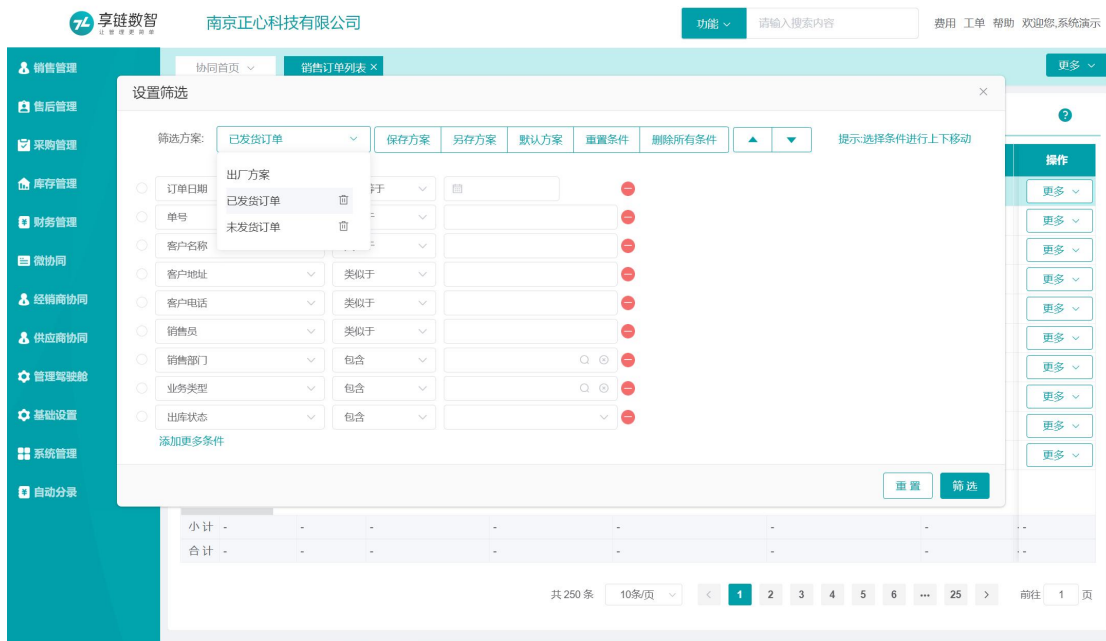 享链数智
让管理更简单
南京正心科技有限公司
功能
请输入搜索内容
费用 工单 帮助 欢迎您,系统演示
销售管理
售后管理
采购管理
库存管理
财务管理
微协同
经销商协同
供应商协同
管理驾驶舱
基础设置
系统管理
自动分录
协同首页
销售订单列表 ×
更多
设置筛选
筛选方案:
已发货订单
保存方案
另存方案
默认方案
重置条件
删除所有条件
提示:选择条件进行上下移动
出厂方案
已发货订单
未发货订单
订单日期
单号
客户名称
客户地址 类似于
客户电话 类似于
销售员 类似于
销售部门 包含
业务类型 包含
出库状态 包含
添加更多条件
重置
筛选
操作
更多
更多
更多
更多
更多
更多
更多
更多
更多
更多
小计 - - - - - - - -
合计 - - - - - - - -
共 250 条 10条/页 < 1 2 3 4 5 6 ··· 25 > 前往 1 页